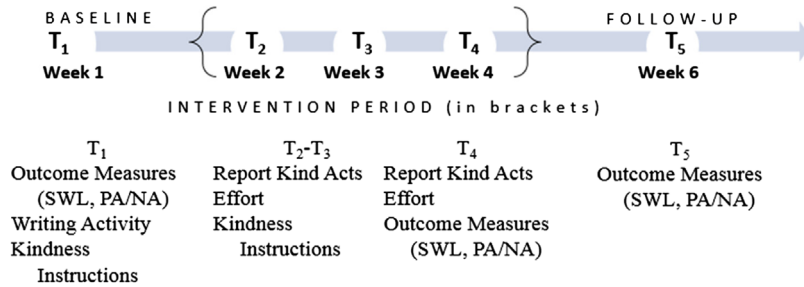 BASELINE FOLLOW-UP
T1 T2 T3 T4 T5
Week 1 Week 2 Week 3 Week 4 Week 6
INTERVENTION PERIOD (in brackets)
T1
Outcome Measures
(SWL, PA/NA)
Writing Activity
Kindness
Instructions
T2-T3
Report Kind Acts
Effort
Kindness
Instructions
T4
Report Kind Acts
Effort
Outcome Measures
(SWL, PA/NA)
T5
Outcome Measures
(SWL, PA/NA)